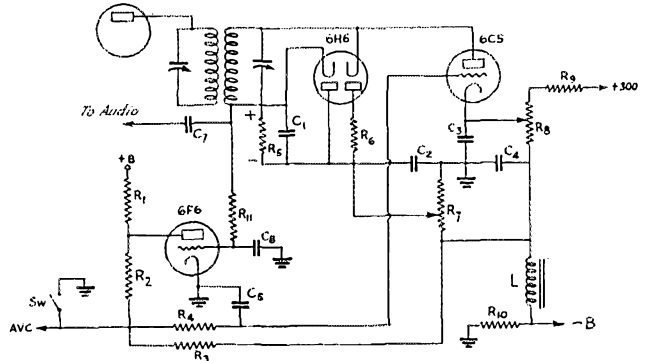 6H6
6C5
R9
+300
To Audio
C7
+
-
R5
C1
R6
C3
R8
+B
C2
C4
R1
6F6
R11
C8
R7
R2
L
Sw
R4
C5
R10
-B
AVC
R3